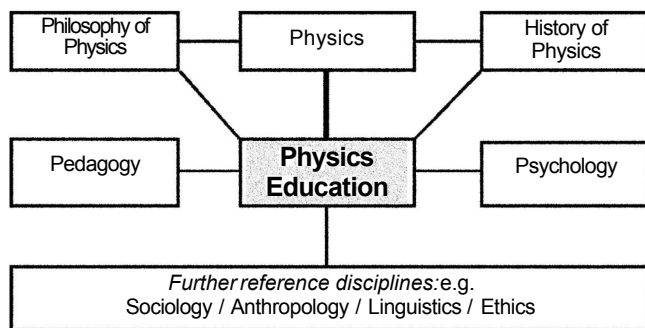 Philosophy of
Physics
Physics
History of
Physics
Pedagogy
Physics
Education
Psychology
Further reference disciplines: e.g.
Sociology / Anthropology / Linguistics / Ethics